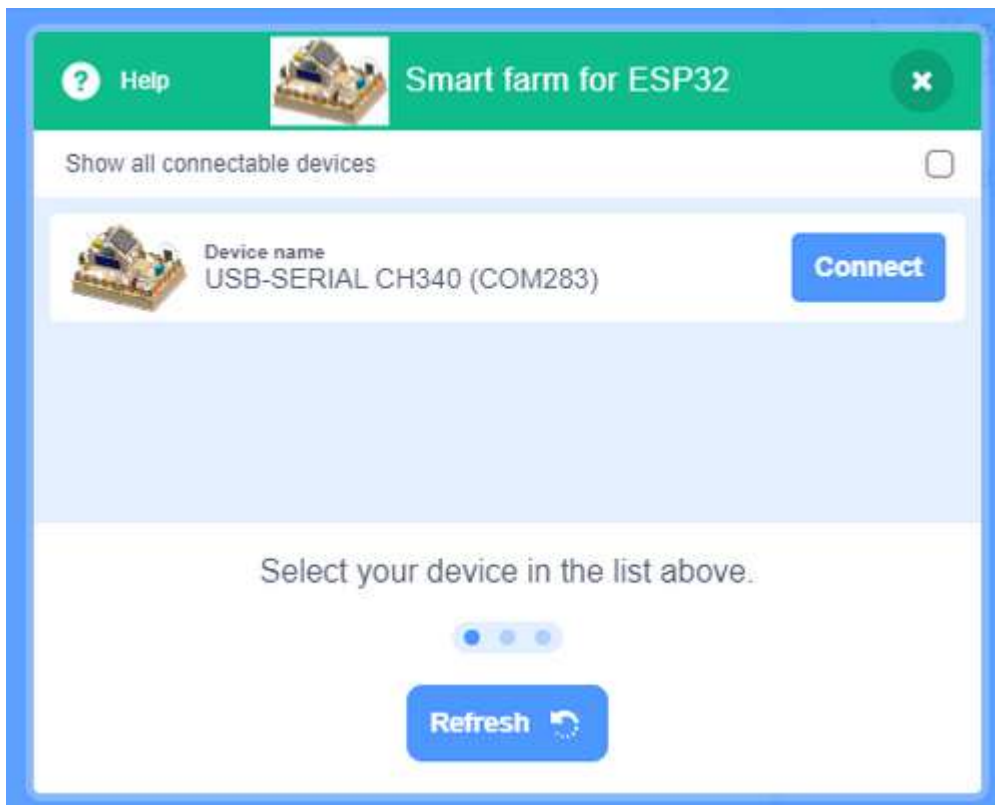 ? Help
Smart farm for ESP32
Show all connectable devices
Device name
USB-SERIAL CH340 (COM283)
Connect
Select your device in the list above.
Refresh